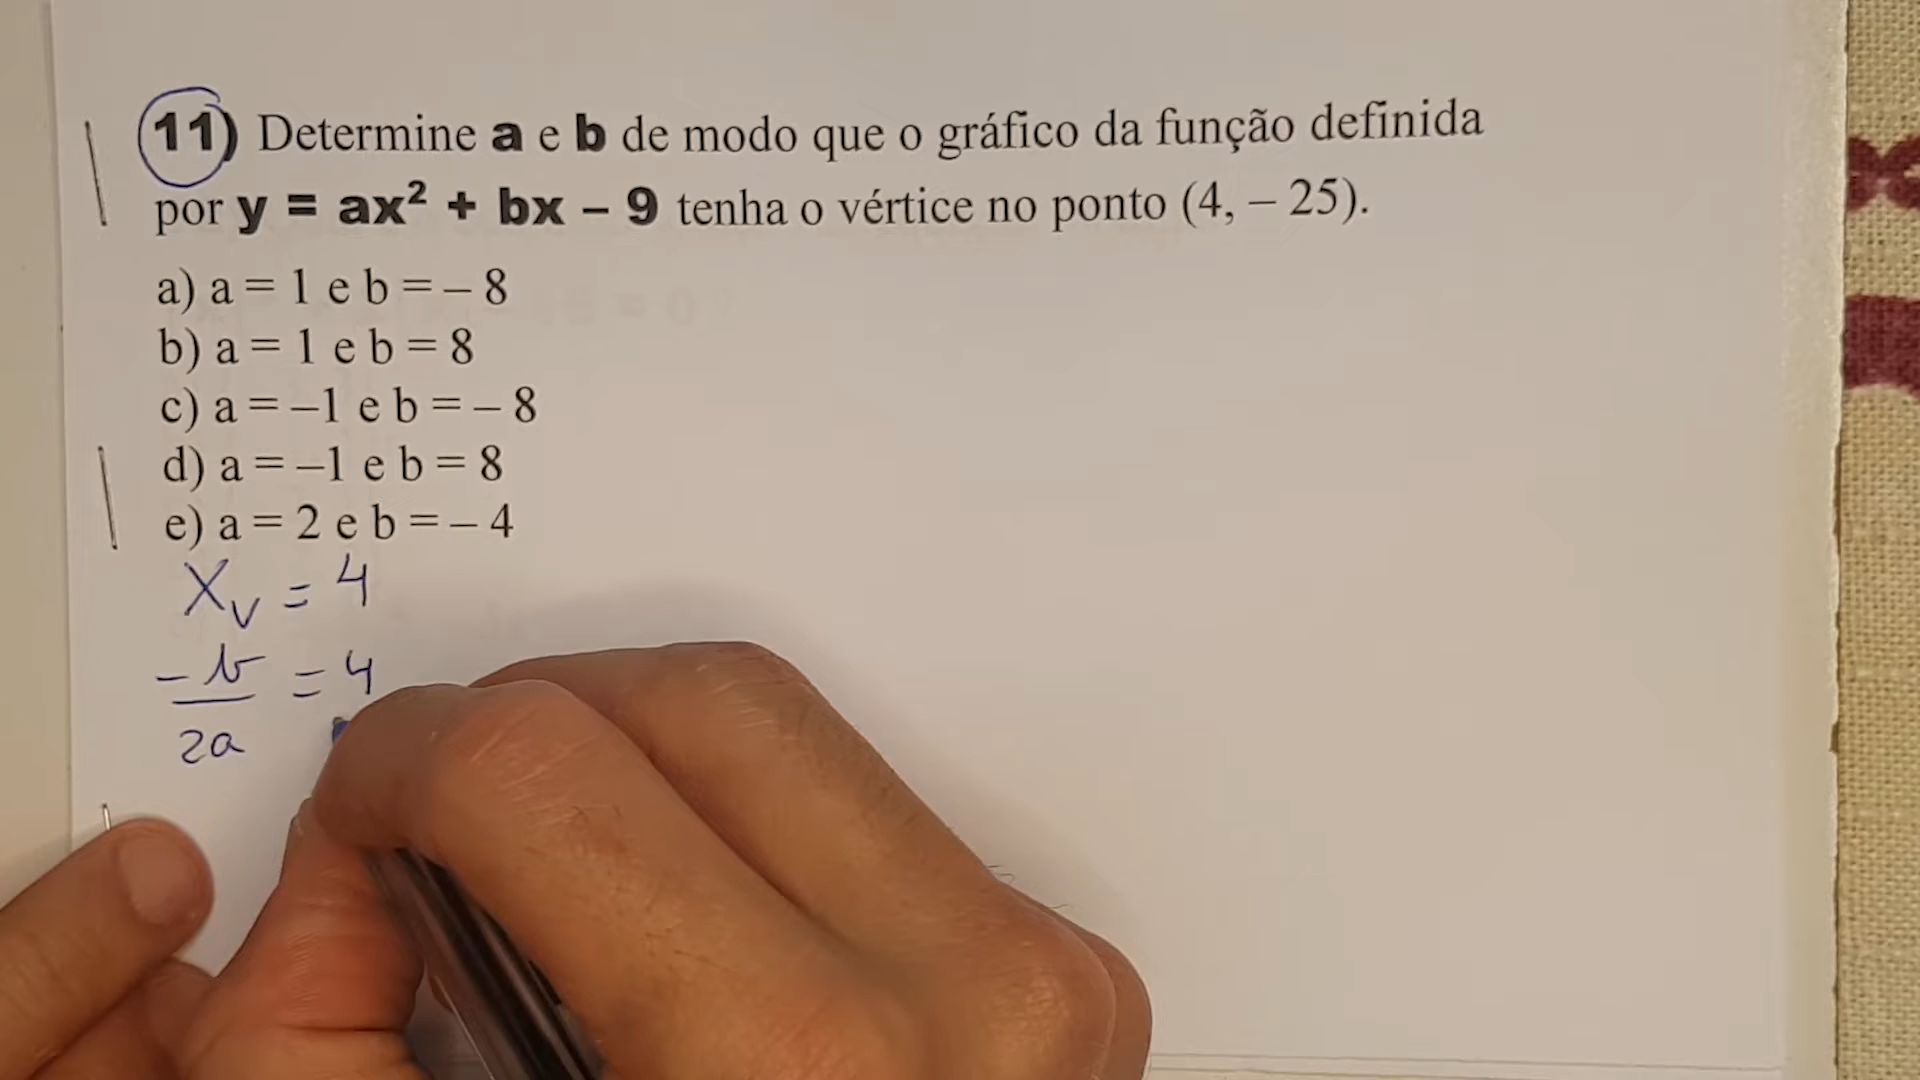 11) Determine a e b de modo que o gráfico da função definida
por y = ax² + bx – 9 tenha o vértice no ponto (4, – 25).
a) a = 1 e b = – 8
b) a = 1 e b = 8
c) a = –1 e b = – 8
d) a = –1 e b = 8
e) a = 2 e b = – 4
Xv = 4
-b/2a = 4